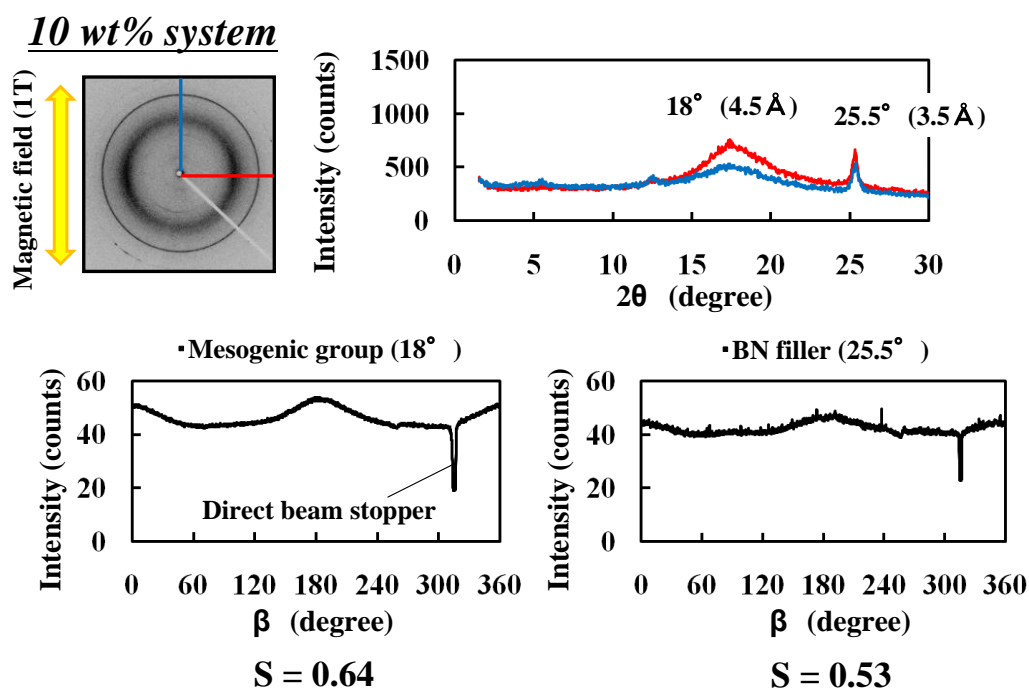 10 wt% system
Magnetic field (1T)
Intensity (counts)
1500
1000
500
0
18° (4.5Å)
25.5° (3.5Å)
0 5 10 15 20 25 30
2θ (degree)
・Mesogenic group (18° )
Intensity (counts)
60
40
20
0
Direct beam stopper
0 60 120 180 240 300 360
β (degree)
S = 0.64
・BN filler (25.5° )
Intensity (counts)
60
40
20
0
0 60 120 180 240 300 360
β (degree)
S = 0.53